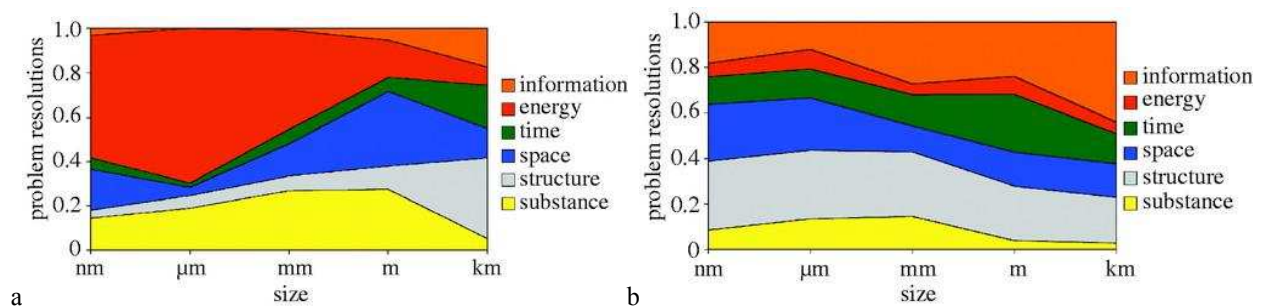 problem resolutions
1.0
0.8
0.6
0.4
0.2
0
nm
µm
mm
m
km
size
information
energy
time
space
structure
substance
a
problem resolutions
1.0
0.8
0.6
0.4
0.2
0
nm
µm
mm
m
km
size
information
energy
time
space
structure
substance
b